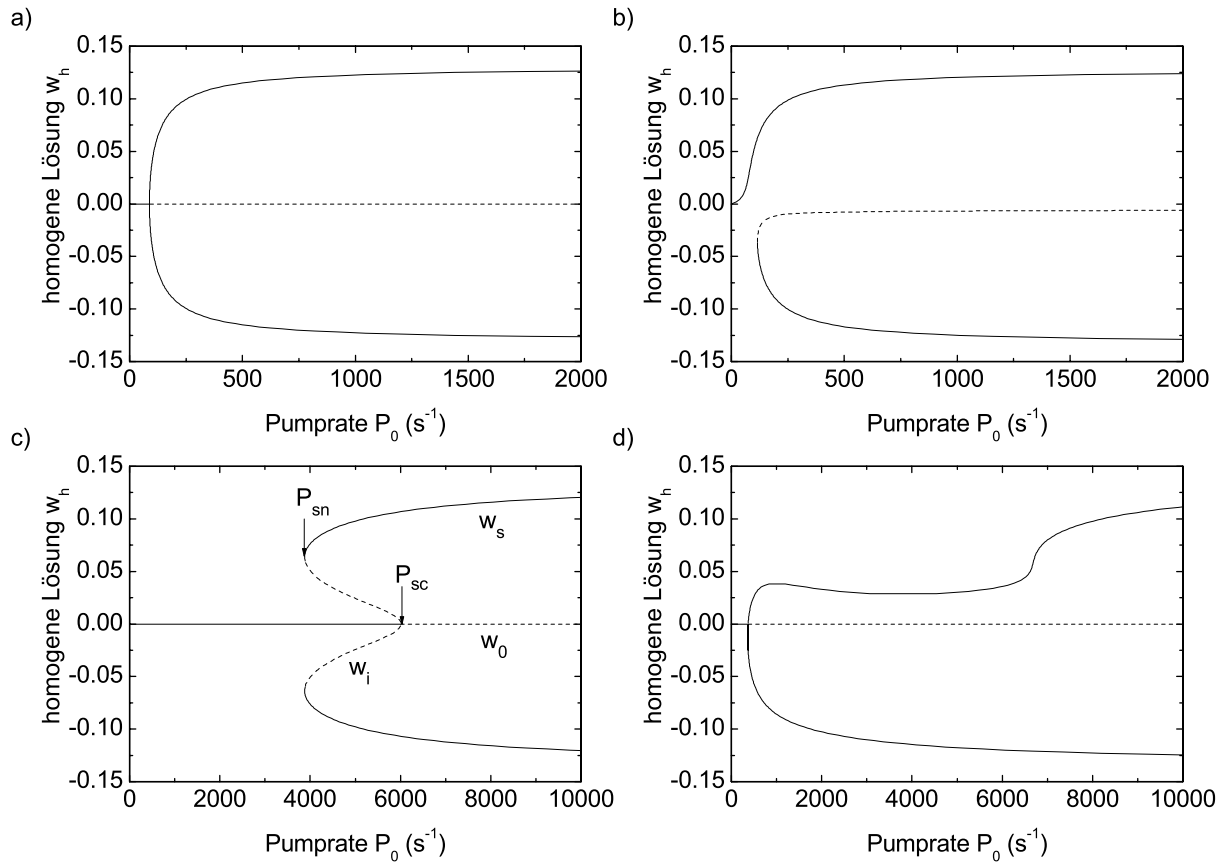 a)
0.15
0.10
0.05
0.00
-0.05
-0.10
-0.15
homogene Lösung w_h
0 500 1000 1500 2000
Pumprate P_0 (s^-1)
b)
0.15
0.10
0.05
0.00
-0.05
-0.10
-0.15
homogene Lösung w_h
0 500 1000 1500 2000
Pumprate P_0 (s^-1)
c)
0.15
0.10
0.05
0.00
-0.05
-0.10
-0.15
homogene Lösung w_h
P_sn
w_s
P_sc
w_0
w_i
0 2000 4000 6000 8000 10000
Pumprate P_0 (s^-1)
d)
0.15
0.10
0.05
0.00
-0.05
-0.10
-0.15
homogene Lösung w_h
0 2000 4000 6000 8000 10000
Pumprate P_0 (s^-1)